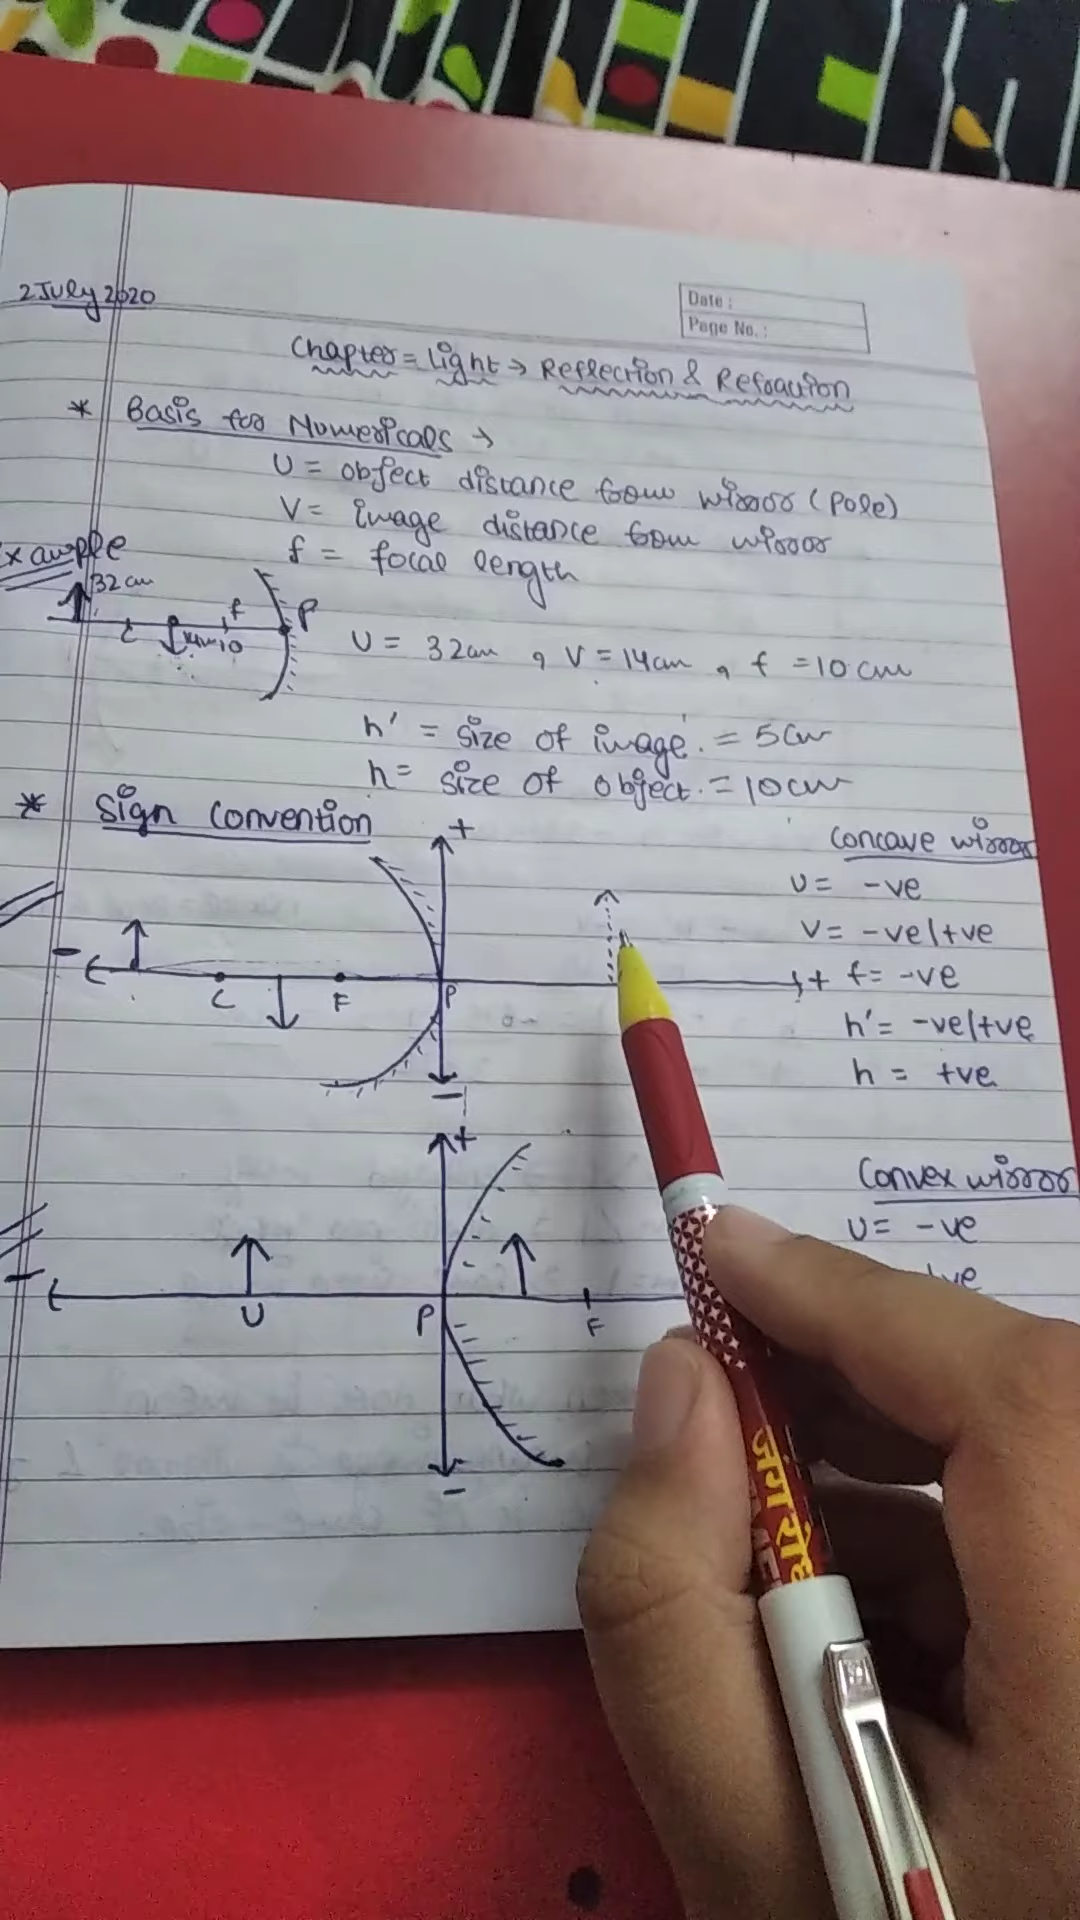 2 July 2020
Date :
Page No. :
Chapter = Light → Reflection & Refraction
* Basis for Numericals →
U = object distance from mirror (Pole)
V = image distance from mirror
f = focal length
Example
32 cm
C f P
10
U = 32cm , V = 14cm , f = 10 cm
h' = size of image. = 5cm
h = size of object. = 10cm
* Sign Convention
+
Concave mirror
U = -ve
V = -ve/+ve
- C F P + f = -ve
h' = -ve/+ve
h = +ve
-
+
Convex mirror
U = -ve
+ve
- U P F
-